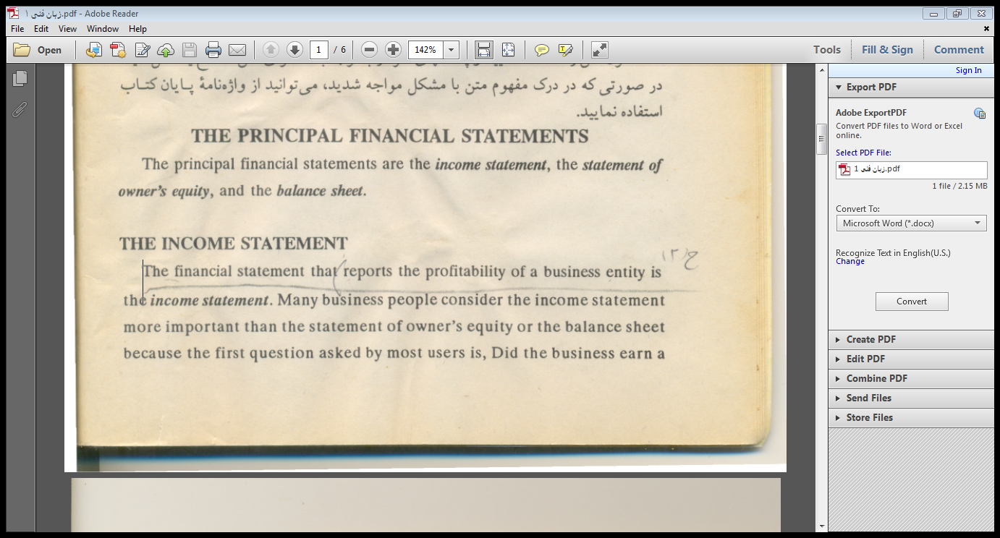 زبان فنی ۱.pdf - Adobe Reader
File Edit View Window Help
Open 1 / 6 142% Tools Fill & Sign Comment
در صورتی که در درک مفهوم متن با مشکل مواجه شدید، می‌توانید از واژه‌نامهٔ پایان کتاب
استفاده نمایید.
THE PRINCIPAL FINANCIAL STATEMENTS
The principal financial statements are the income statement, the statement of
owner's equity, and the balance sheet.
THE INCOME STATEMENT
The financial statement that reports the profitability of a business entity is
the income statement. Many business people consider the income statement
more important than the statement of owner's equity or the balance sheet
because the first question asked by most users is, Did the business earn a
Sign In
Export PDF
Adobe ExportPDF
Convert PDF files to Word or Excel
online.
Select PDF File:
زبان فنی 1.pdf
1 file / 2.15 MB
Convert To:
Microsoft Word (*.docx)
Recognize Text in English(U.S.)
Change
Convert
Create PDF
Edit PDF
Combine PDF
Send Files
Store Files